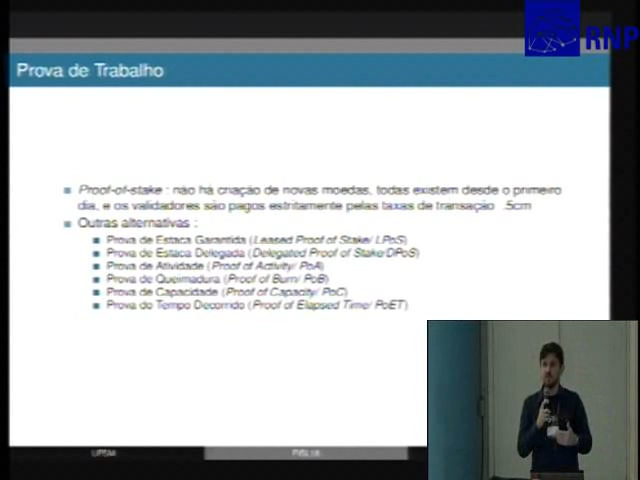 RNP
Prova de Trabalho
Proof-of-stake : não há criação de novas moedas, todas existem desde o primeiro
dia, e os validadores são pagos estritamente pelas taxas de transação .5cm
Outras alternativas :
Prova de Estaca Garantida (Leased Proof of Stake/ LPoS)
Prova de Estaca Delegada (Delegated Proof of Stake/DPoS)
Prova de Atividade (Proof of Activity/ PoA)
Prova de Queimadura (Proof of Burn/ PoB)
Prova de Capacidade (Proof of Capacity/ PoC)
Prova do Tempo Decorrido (Proof of Elapsed Time/ PoET)